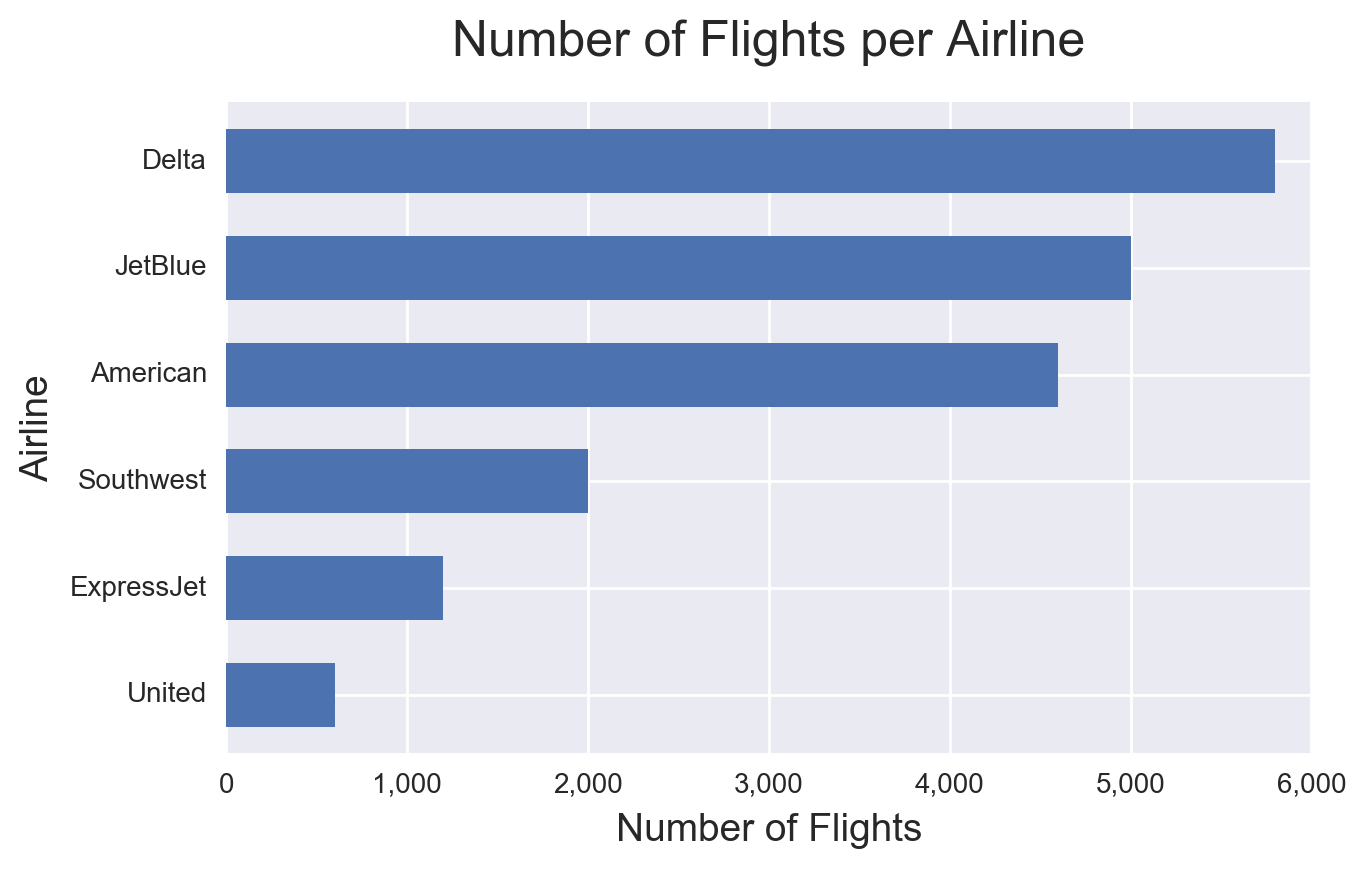 Number of Flights per Airline
Airline
Delta
JetBlue
American
Southwest
ExpressJet
United
0 1,000 2,000 3,000 4,000 5,000 6,000
Number of Flights